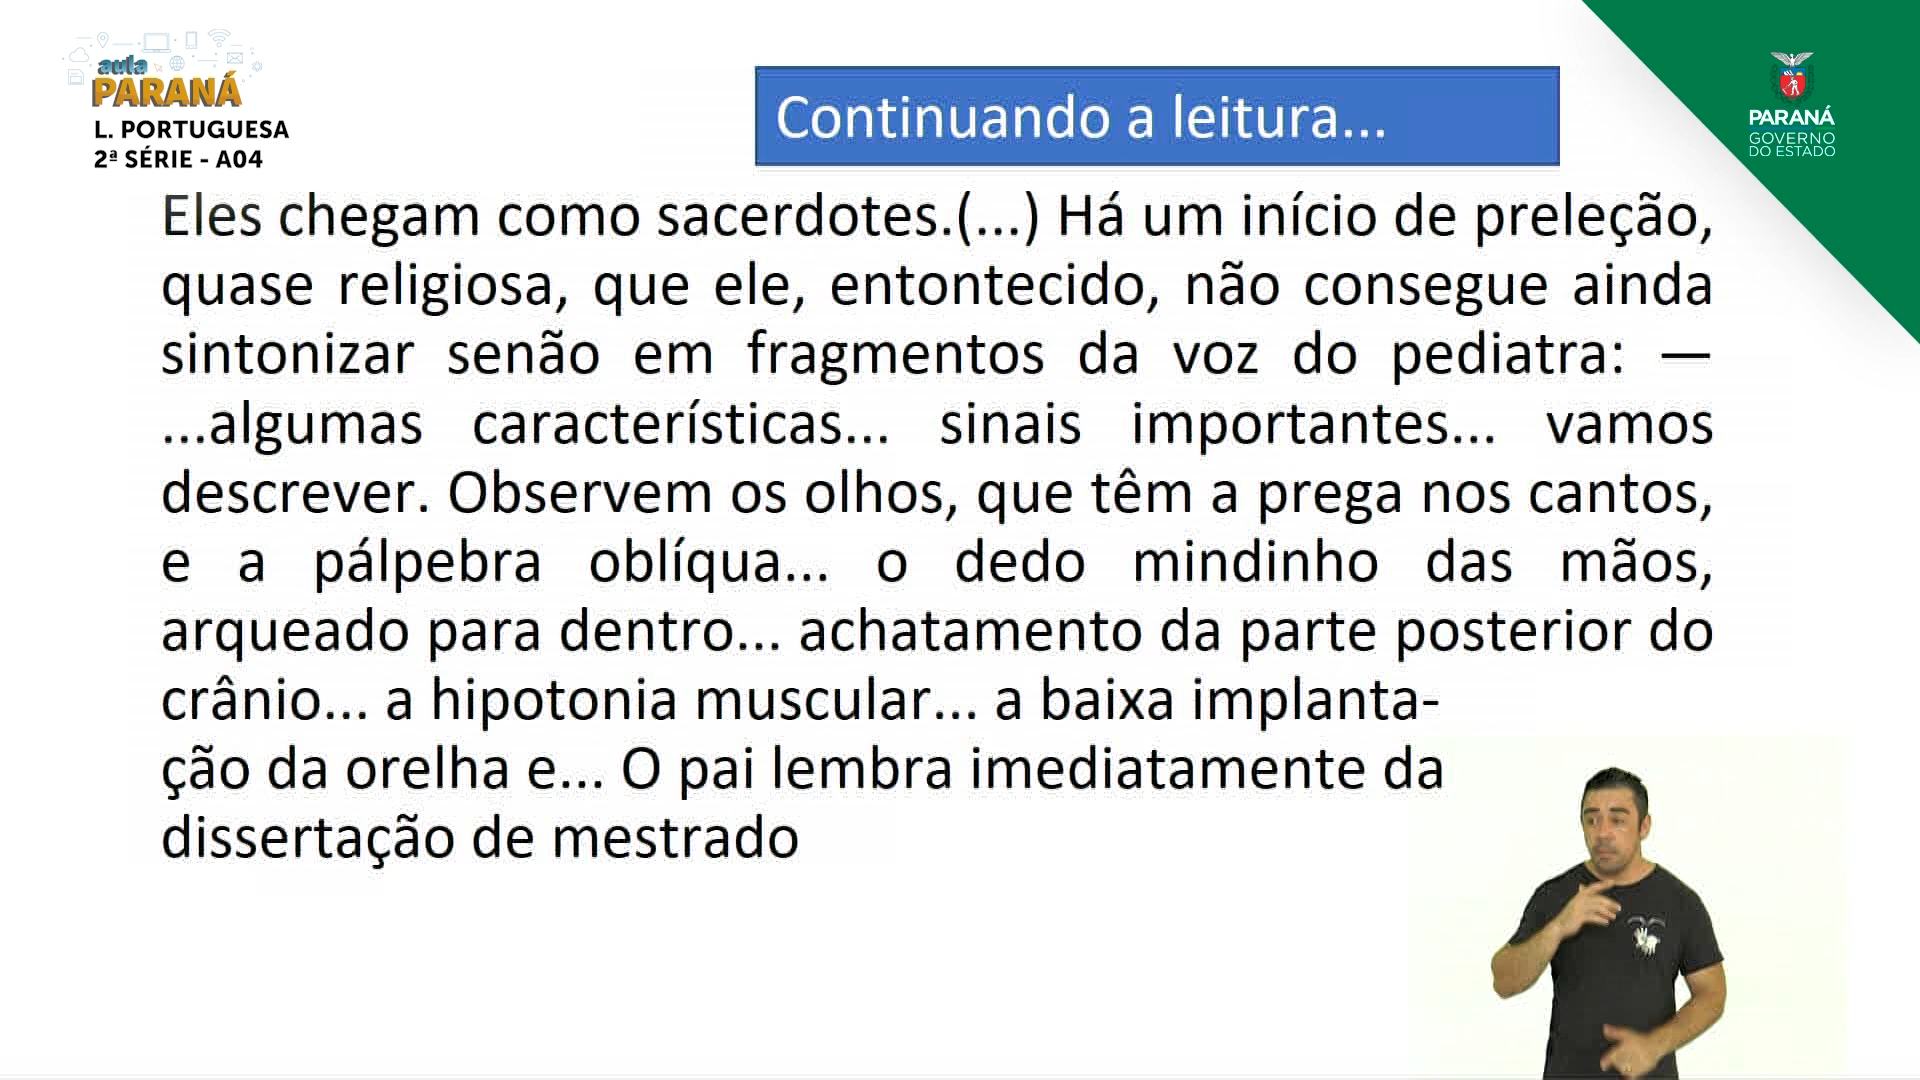 aula
PARANÁ
L. PORTUGUESA
2ª SÉRIE - A04
Continuando a leitura...
PARANÁ
GOVERNO
DO ESTADO
Eles chegam como sacerdotes.(...) Há um início de preleção,
quase religiosa, que ele, entontecido, não consegue ainda
sintonizar senão em fragmentos da voz do pediatra: —
...algumas características... sinais importantes... vamos
descrever. Observem os olhos, que têm a prega nos cantos,
e a pálpebra oblíqua... o dedo mindinho das mãos,
arqueado para dentro... achatamento da parte posterior do
crânio... a hipotonia muscular... a baixa implanta-
ção da orelha e... O pai lembra imediatamente da
dissertação de mestrado